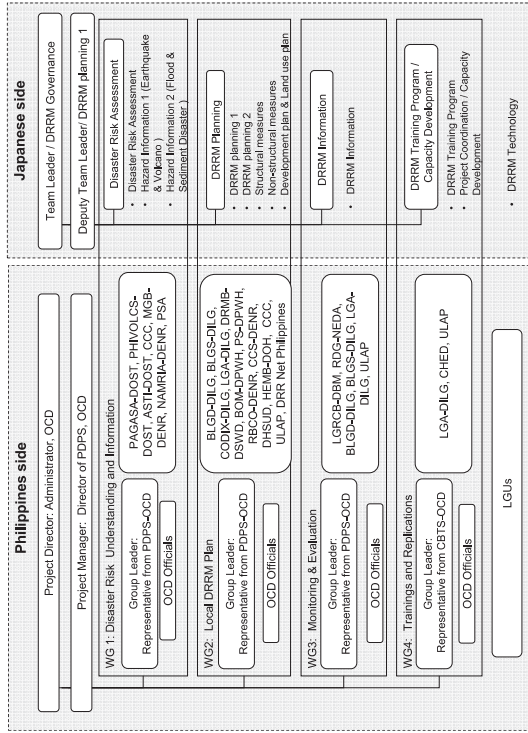 Philippines side
Project Director: Administrator, OCD
Project Manager: Director of PDPS, OCD
WG 1: Disaster Risk Understanding and Information
Group Leader:
Representative from PDPS-OCD
OCD Officials
PAGASA-DOST, PHIVOLCS-
DOST, ASTI-DOST, CCC, MGB-
DENR, NAMRIA-DENR, PSA
WG2: Local DRRM Plan
Group Leader:
Representative from PDPS-OCD
OCD Officials
BLGD-DILG, BLGS-DILG,
CODIX-DILG, LGA-DILG, DRMB-
DSWD, BOM-DPWH, PS-DPWH,
RBCO-DENR, CCS-DENR,
DHSUD, HEMB-DOH, CCC,
ULAP, DRR Net Philippines
WG3: Monitoring & Evaluation
Group Leader:
Representative from PDPS-OCD
OCD Officials
LGRCB-DBM, RDG-NEDA,
BLGD-DILG, BLGS-DILG, LGA-
DILG, ULAP
WG4: Trainings and Replications
Group Leader:
Representative from CBTS-OCD
OCD Officials
LGA-DILG, CHED, ULAP
LGUs
Japanese side
Team Leader / DRRM Governance
Deputy Team Leader/ DRRM planning 1
Disaster Risk Assessment
• Disaster Risk Assessment
• Hazard Information 1 (Earthquake
& Volcano )
• Hazard Information 2 (Flood &
Sediment Disaster )
DRRM Planning
• DRRM planning 1
• DRRM planning 2
• Structural measures
• Non-structural measures
• Development plan & Land use plan
DRRM Information
• DRRM Information
DRRM Training Program /
Capacity Development
• DRRM Training Program
• Project Coordination / Capacity
Development
• DRRM Technology